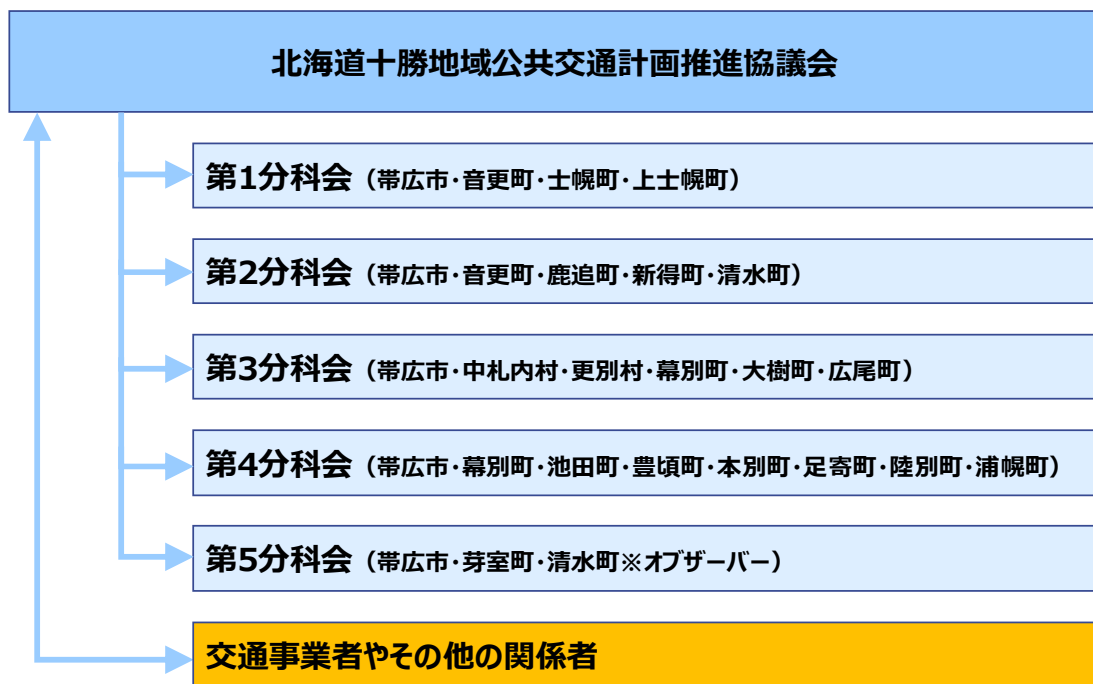 北海道十勝地域公共交通計画推進協議会
第1分科会（帯広市・音更町・士幌町・上士幌町）
第2分科会（帯広市・音更町・鹿追町・新得町・清水町）
第3分科会（帯広市・中札内村・更別村・幕別町・大樹町・広尾町）
第4分科会（帯広市・幕別町・池田町・豊頃町・本別町・足寄町・陸別町・浦幌町）
第5分科会（帯広市・芽室町・清水町※オブザーバー）
交通事業者やその他の関係者